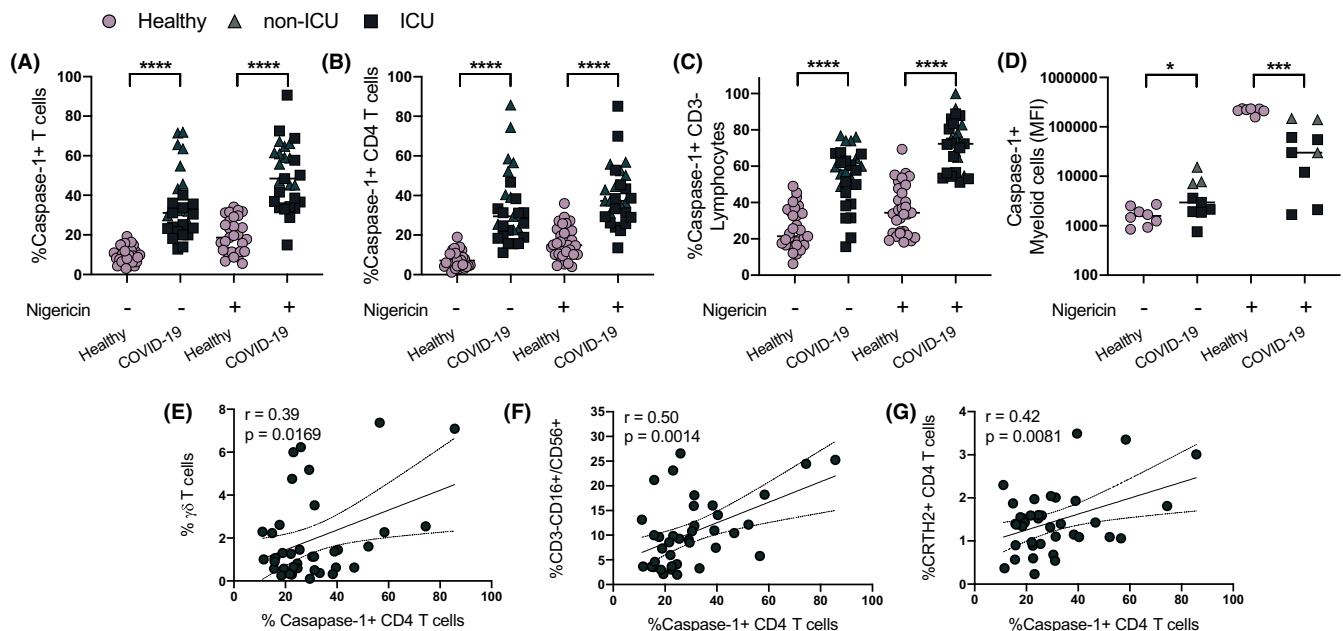 Healthy non-ICU ICU
(A)
%Caspase-1+ T cells
100
80
60
40
20
0
**** ****
Nigericin - - + +
Healthy COVID-19 Healthy COVID-19
(B)
%Caspase-1+ CD4 T cells
100
80
60
40
20
0
**** ****
Nigericin - - + +
Healthy COVID-19 Healthy COVID-19
(C)
%Caspase-1+ CD3-
Lymphocytes
100
80
60
40
20
0
**** ****
Nigericin - - + +
Healthy COVID-19 Healthy COVID-19
(D)
Caspase-1+
Myeloid cells (MFI)
1000000
100000
10000
1000
100
* ***
Nigericin - - + +
Healthy COVID-19 Healthy COVID-19
(E)
r = 0.39
p = 0.0169
% γδ T cells
8
6
4
2
0
0 20 40 60 80 100
% Casapase-1+ CD4 T cells
(F)
r = 0.50
p = 0.0014
%CD3-CD16+/CD56+
35
30
25
20
15
10
5
0
0 20 40 60 80 100
%Caspase-1+ CD4 T cells
(G)
r = 0.42
p = 0.0081
%CRTH2+ CD4 T cells
4
3
2
1
0
0 20 40 60 80 100
%Caspase-1+ CD4 T cells